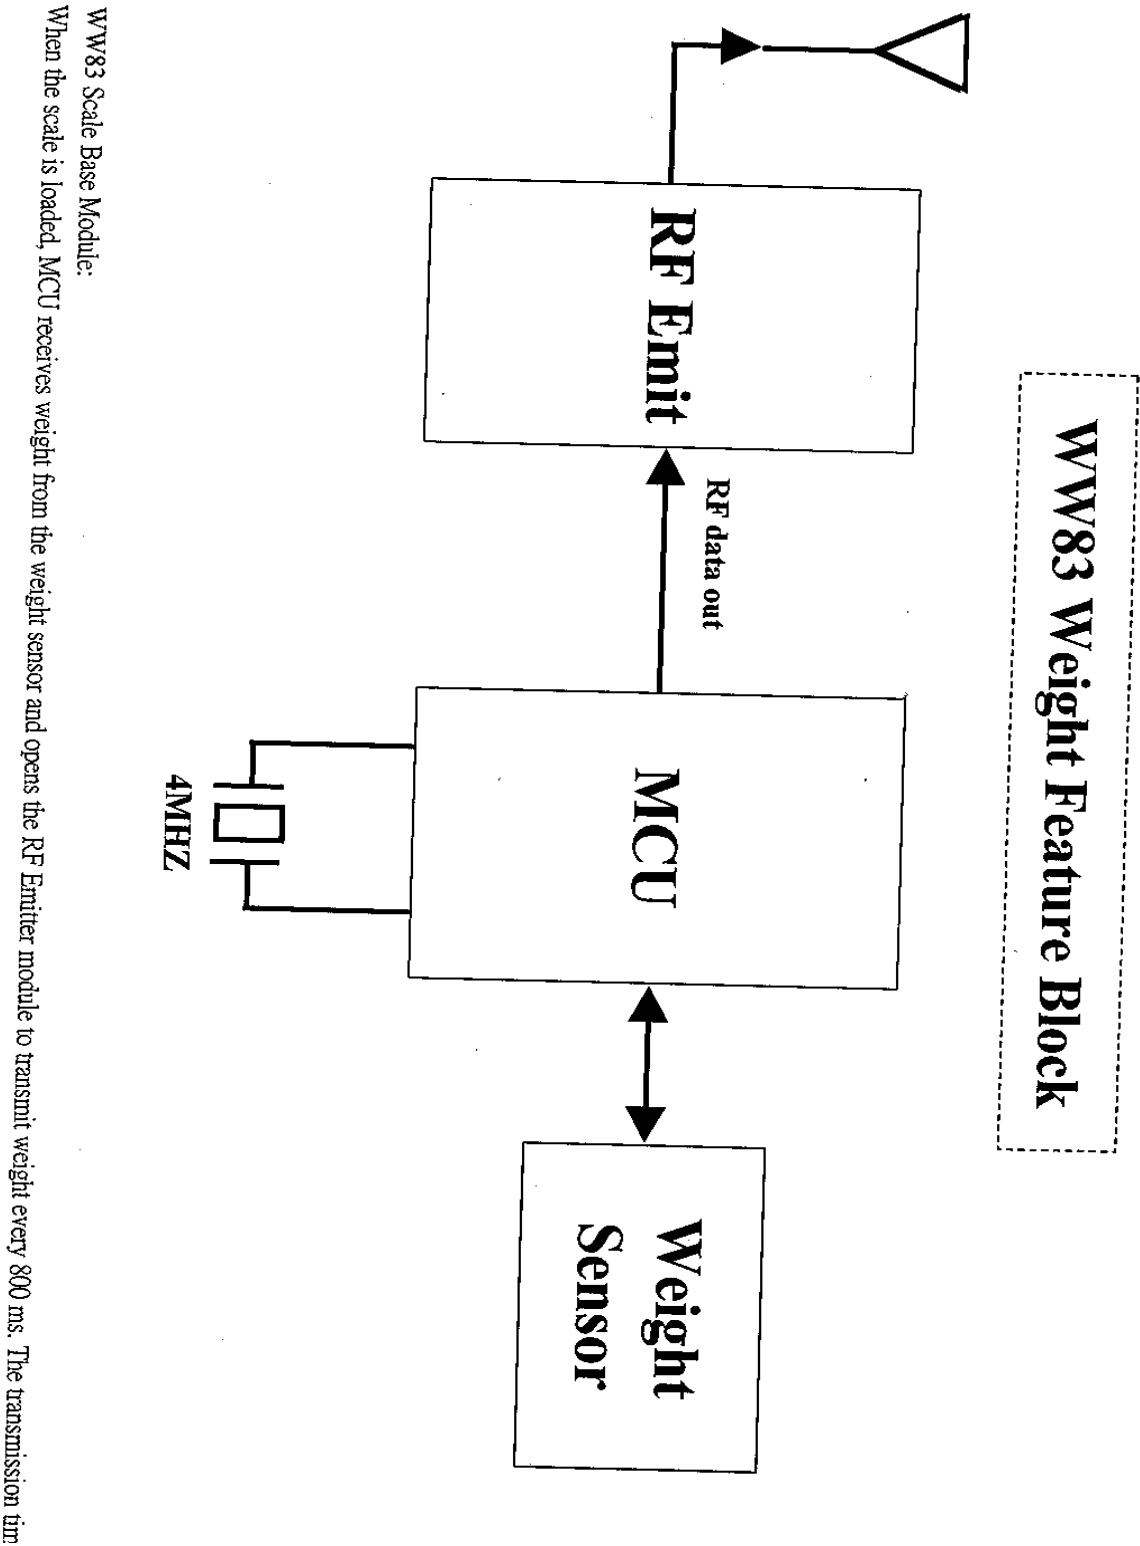 WW83 Weight Feature Block
RF Emit
RF data out
MCU
Weight
Sensor
4MHZ
WW83 Scale Base Module:
When the scale is loaded, MCU receives weight from the weight sensor and opens the RF Emitter module to transmit weight every 800 ms. The transmission